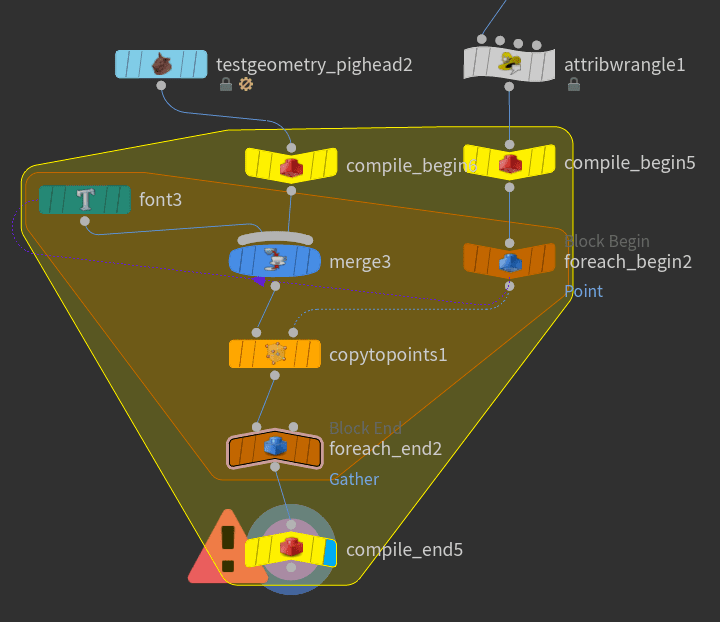 testgeometry_pighead2
attribwrangle1
compile_begin6
compile_begin5
font3
Block Begin
merge3
foreach_begin2
Point
copytopoints1
Block End
foreach_end2
Gather
compile_end5